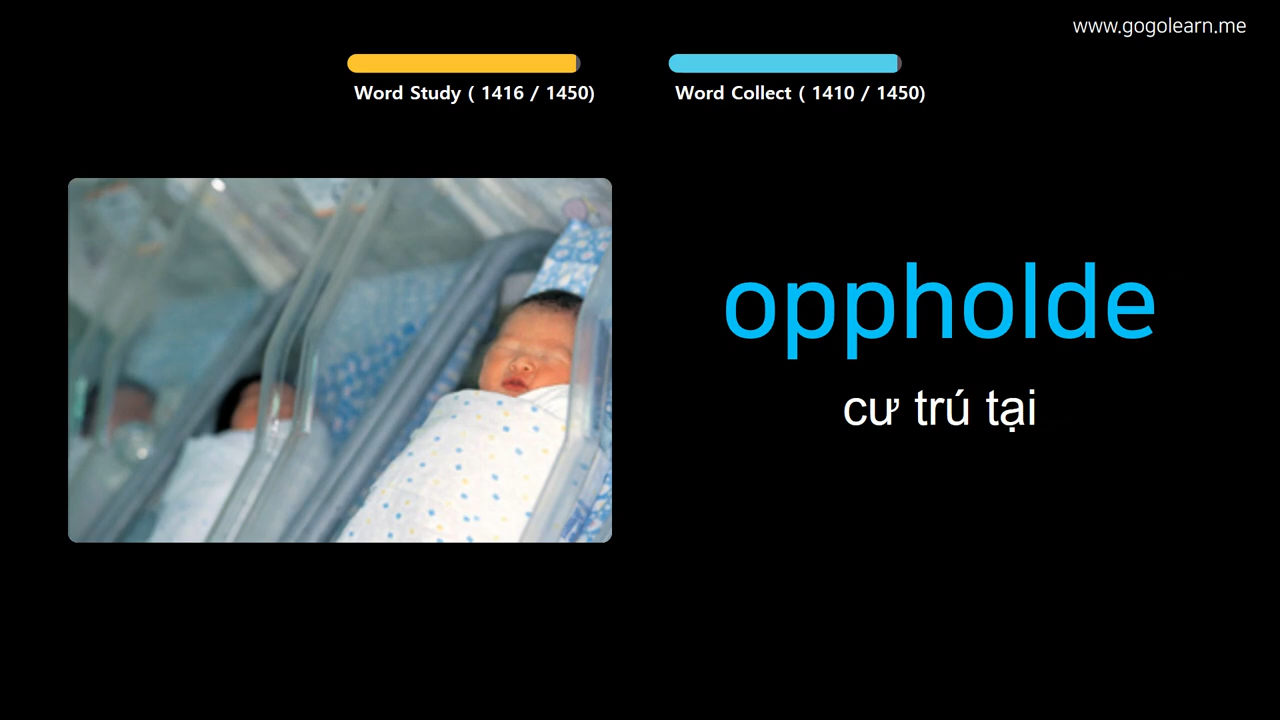 www.gogolearn.me
Word Study ( 1416 / 1450)
Word Collect ( 1410 / 1450)
oppholde
cư trú tại